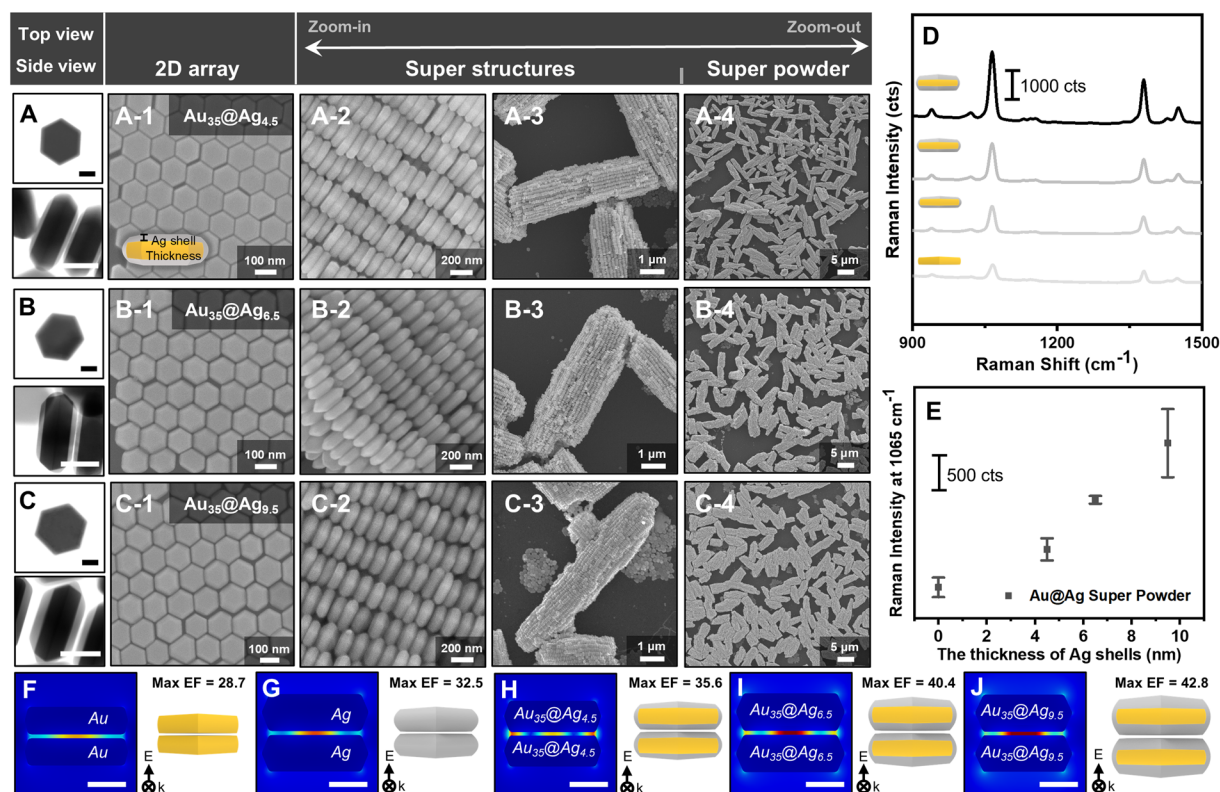 Top view
Side view
2D array
Zoom-in
Zoom-out
Super structures
Super powder
A
A-1
Au35@Ag4.5
Ag shell
Thickness
100 nm
A-2
200 nm
A-3
1 µm
A-4
5 µm
B
B-1
Au35@Ag6.5
100 nm
B-2
200 nm
B-3
1 µm
B-4
5 µm
C
C-1
Au35@Ag9.5
100 nm
C-2
200 nm
C-3
1 µm
C-4
5 µm
D
1000 cts
Raman Intensity (cts)
900
1200
1500
Raman Shift (cm-1)
E
500 cts
Raman Intensity at 1065 cm-1
Au@Ag Super Powder
0
2
4
6
8
10
The thickness of Ag shells (nm)
F
Au
Au
Max EF = 28.7
E
k
G
Ag
Ag
Max EF = 32.5
E
k
H
Au35@Ag4.5
Au35@Ag4.5
Max EF = 35.6
E
k
I
Au35@Ag6.5
Au35@Ag6.5
Max EF = 40.4
E
k
J
Au35@Ag9.5
Au35@Ag9.5
Max EF = 42.8
E
k